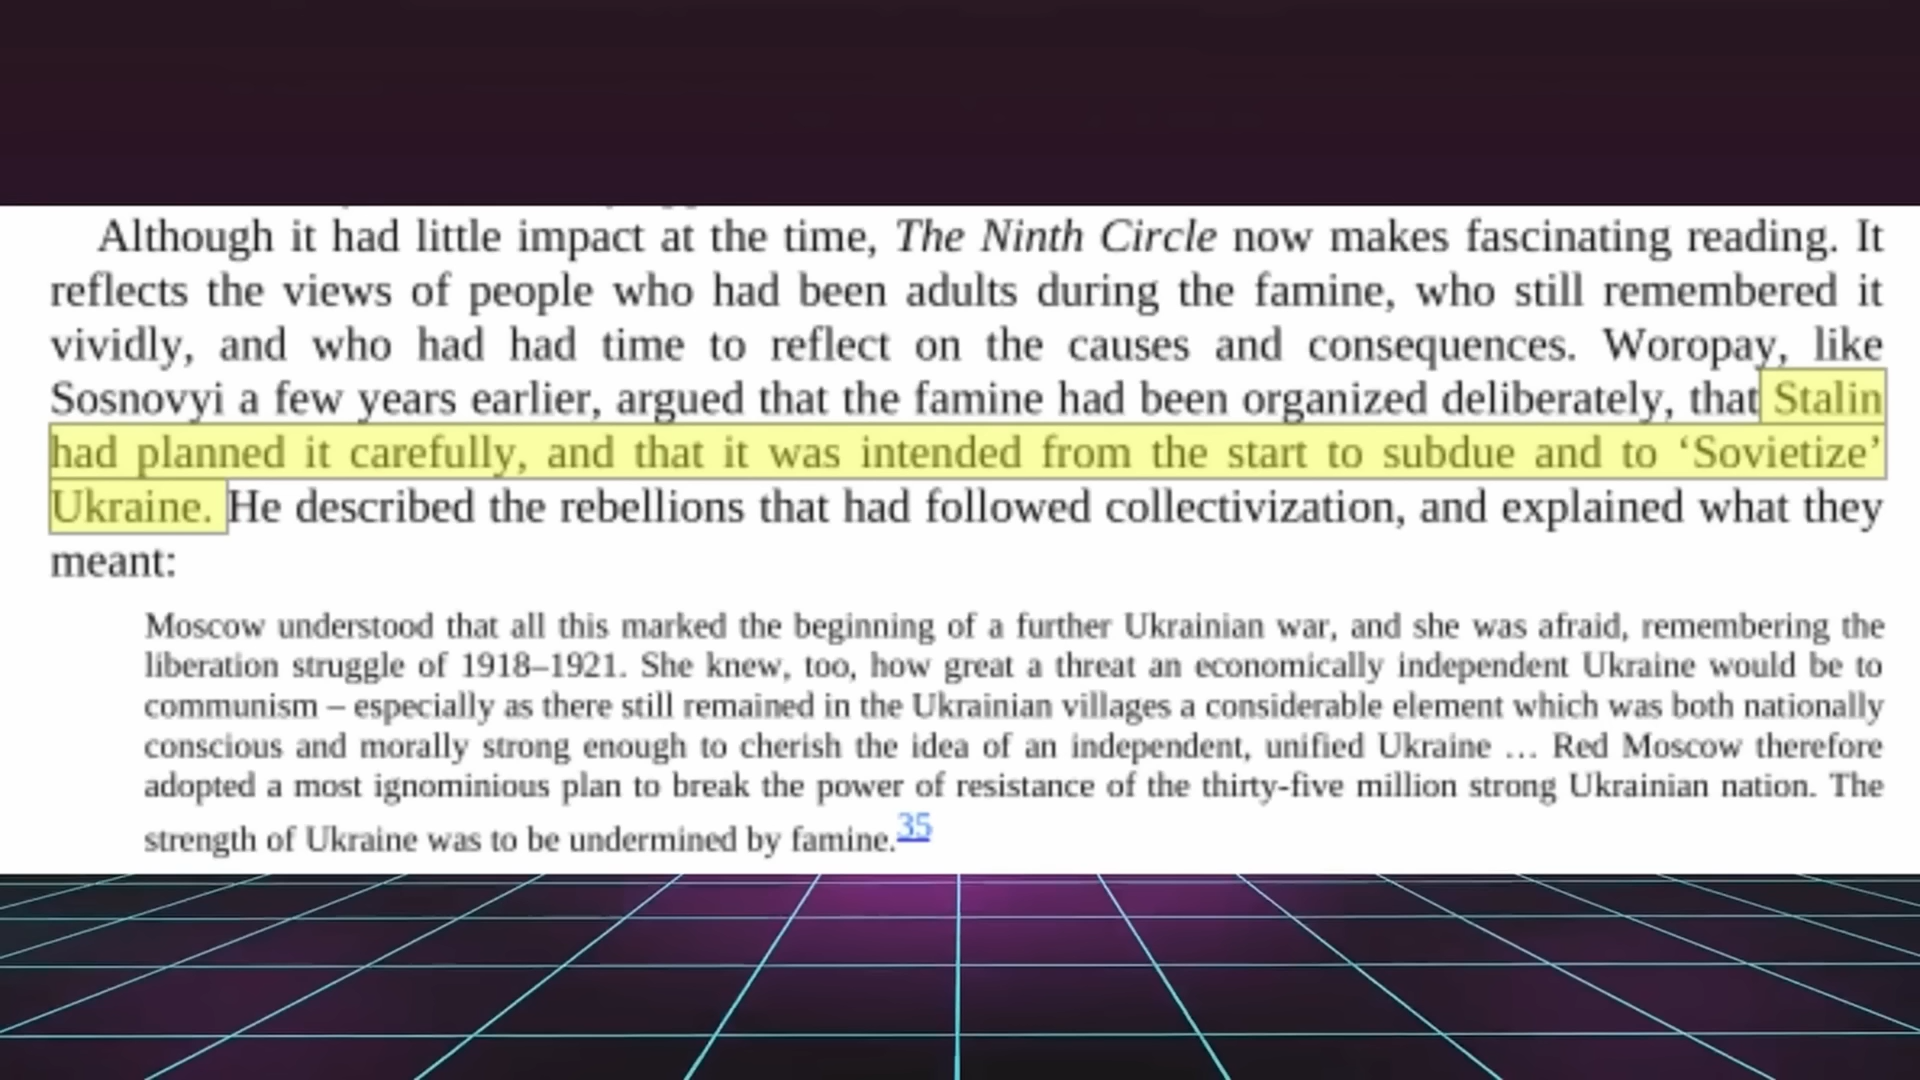 Although it had little impact at the time, The Ninth Circle now makes fascinating reading. It
reflects the views of people who had been adults during the famine, who still remembered it
vividly, and who had had time to reflect on the causes and consequences. Woropay, like
Sosnovyi a few years earlier, argued that the famine had been organized deliberately, that Stalin
had planned it carefully, and that it was intended from the start to subdue and to ‘Sovietize’
Ukraine. He described the rebellions that had followed collectivization, and explained what they
meant:
Moscow understood that all this marked the beginning of a further Ukrainian war, and she was afraid, remembering the
liberation struggle of 1918–1921. She knew, too, how great a threat an economically independent Ukraine would be to
communism – especially as there still remained in the Ukrainian villages a considerable element which was both nationally
conscious and morally strong enough to cherish the idea of an independent, unified Ukraine … Red Moscow therefore
adopted a most ignominious plan to break the power of resistance of the thirty-five million strong Ukrainian nation. The
strength of Ukraine was to be undermined by famine.35